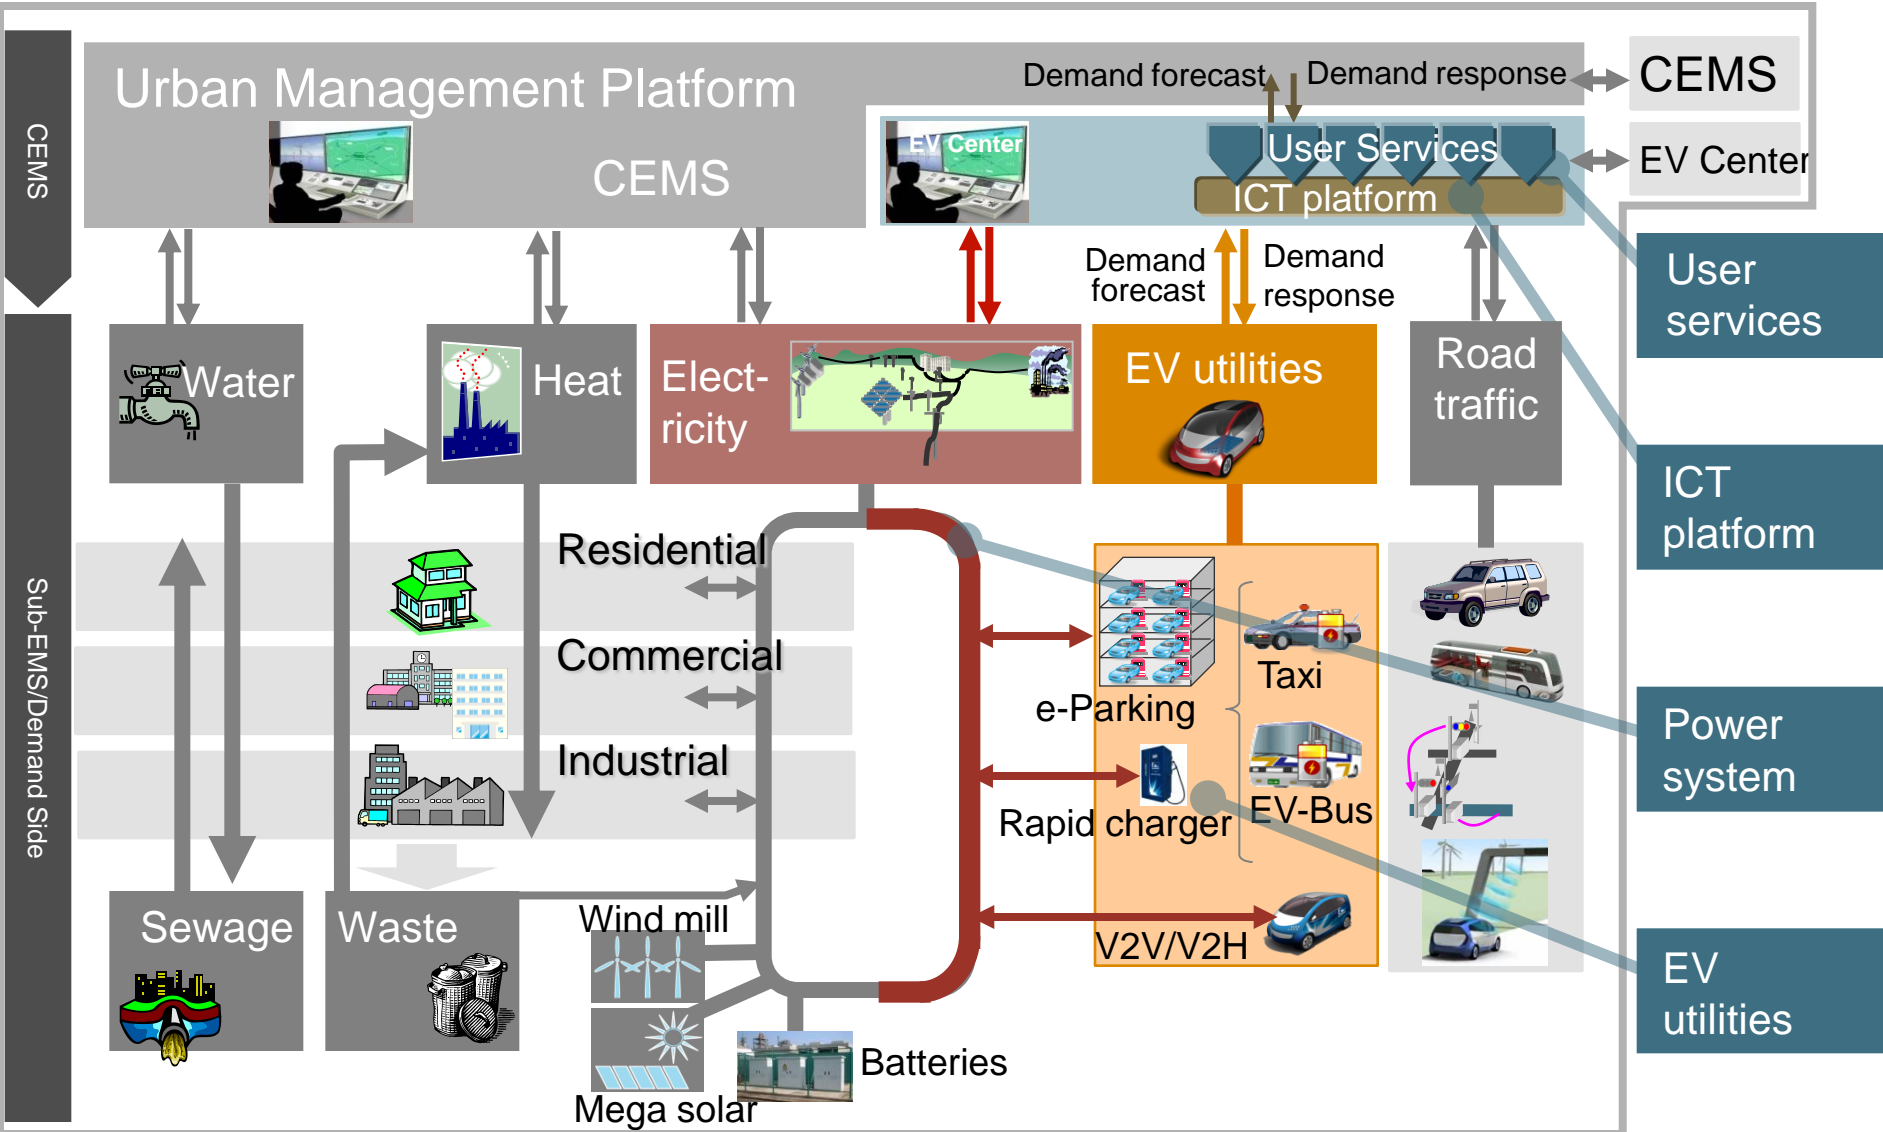 CEMS
Urban Management Platform
CEMS
Demand forecast
Demand response
CEMS
EV Center
User Services
ICT platform
EV Center
Demand
forecast
Demand
response
User
services
Water
Heat
Elect-
ricity
EV utilities
Road
traffic
ICT
platform
Sub-EMS/Demand Side
Residential
Commercial
Industrial
e-Parking
Taxi
Rapid charger
EV-Bus
V2V/V2H
Power
system
Sewage
Waste
Wind mill
Mega solar
Batteries
EV
utilities